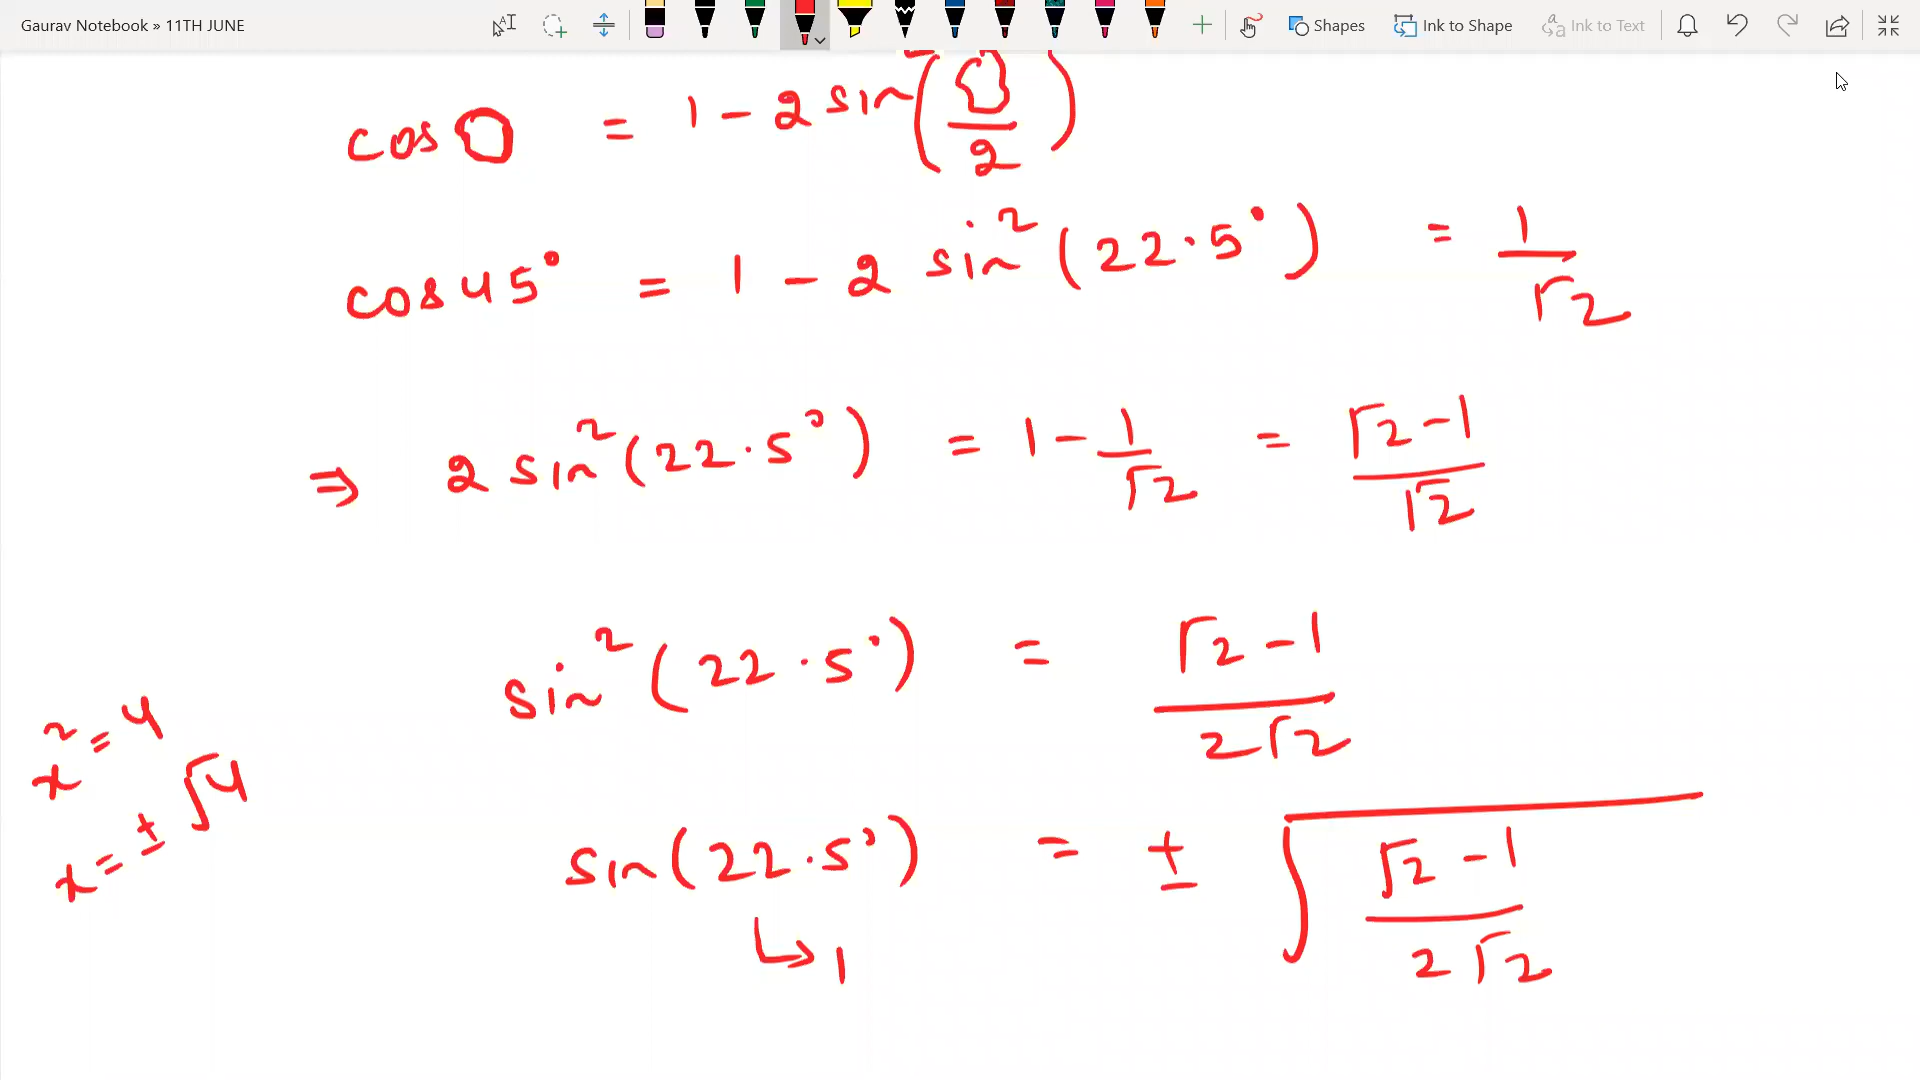 Gaurav Notebook » 11TH JUNE
Shapes
Ink to Shape
Ink to Text
cos O = 1 - 2 sin²(O/2)
cos 45° = 1 - 2 sin²(22.5°) = 1/√2
⇒ 2 sin²(22.5°) = 1 - 1/√2 = (√2 - 1)/√2
sin²(22.5°) = (√2 - 1)/(2√2)
x² = 4
x = ± √4
sin(22.5°) = ± √((√2 - 1)/(2√2))
↳ 1